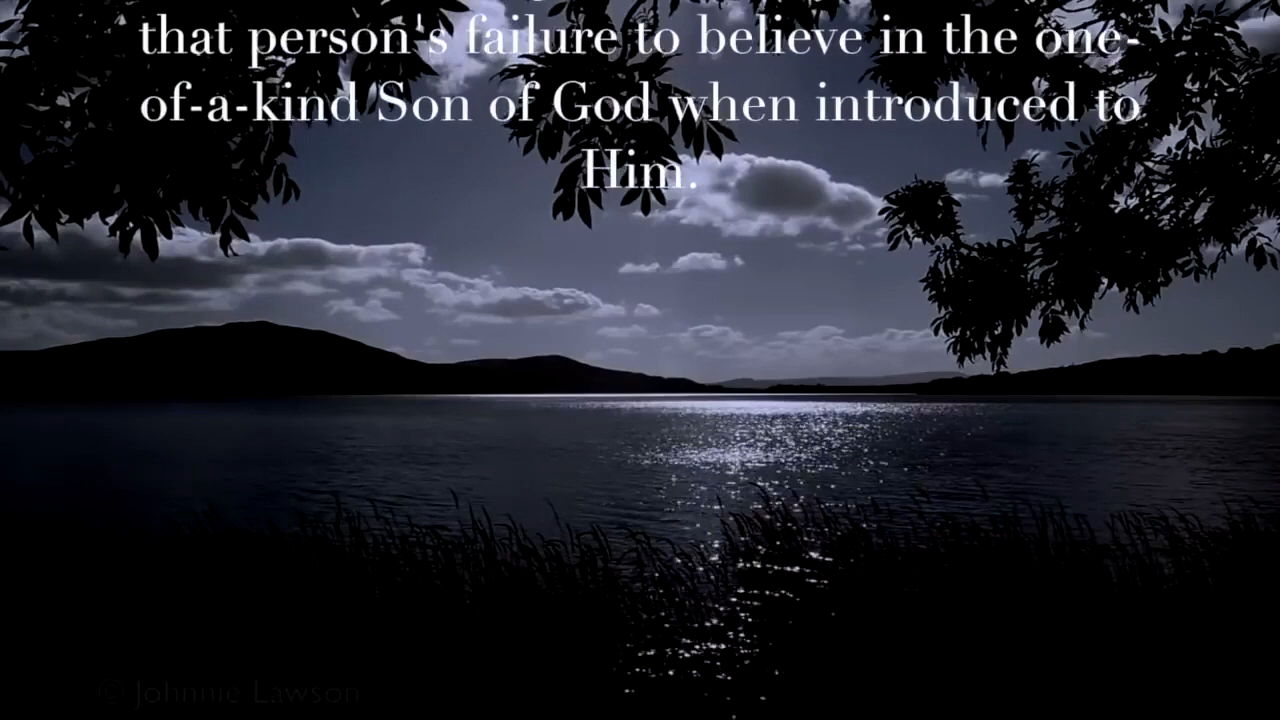 that person's failure to believe in the one-
of-a-kind Son of God when introduced to
Him.
© Johnnie Lawson